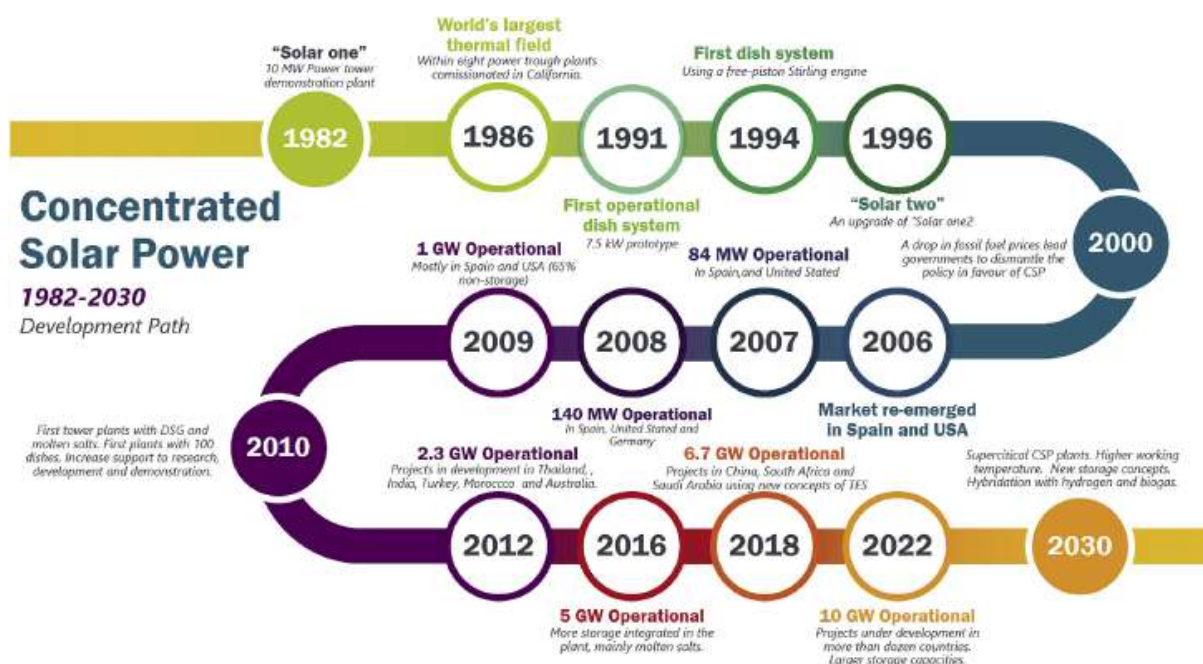 "Solar one"
10 MW Power tower
demonstration plant
World's largest
thermal field
Within eight power trough plants
comissionated in California.
First dish system
Using a free-piston Stirling engine
1982
1986
1991
1994
1996
First operational
dish system
7.5 kW prototype
"Solar two"
An upgrade of "Solar one2
Concentrated
Solar Power
1982-2030
Development Path
2000
A drop in fossil fuel prices lead
governments to dismantle the
policy in favour of CSP
1 GW Operational
Mostly in Spain and USA (65%
non-storage)
84 MW Operational
In Spain,and United Stated
2009
2008
2007
2006
140 MW Operational
In Spain, United Stated and
Germany
Market re-emerged
in Spain and USA
2010
First tower plants with DSG and
molten salts. First plants with 100
dishes. Increase support to research,
development and demonstration.
2.3 GW Operational
Projects in development in Thailand, ,
India, Turkey, Moroccco and Australia.
6.7 GW Operational
Projects in China, South Africa and
Saudi Arabia using new concepts of TES
Supercitical CSP plants. Higher working
temperature. New storage concepts.
Hybridation with hydrogen and biogas.
2012
2016
2018
2022
2030
5 GW Operational
More storage integrated in the
plant, mainly molten salts.
10 GW Operational
Projects under development in
more than dozen countries.
Larger storage capacities.